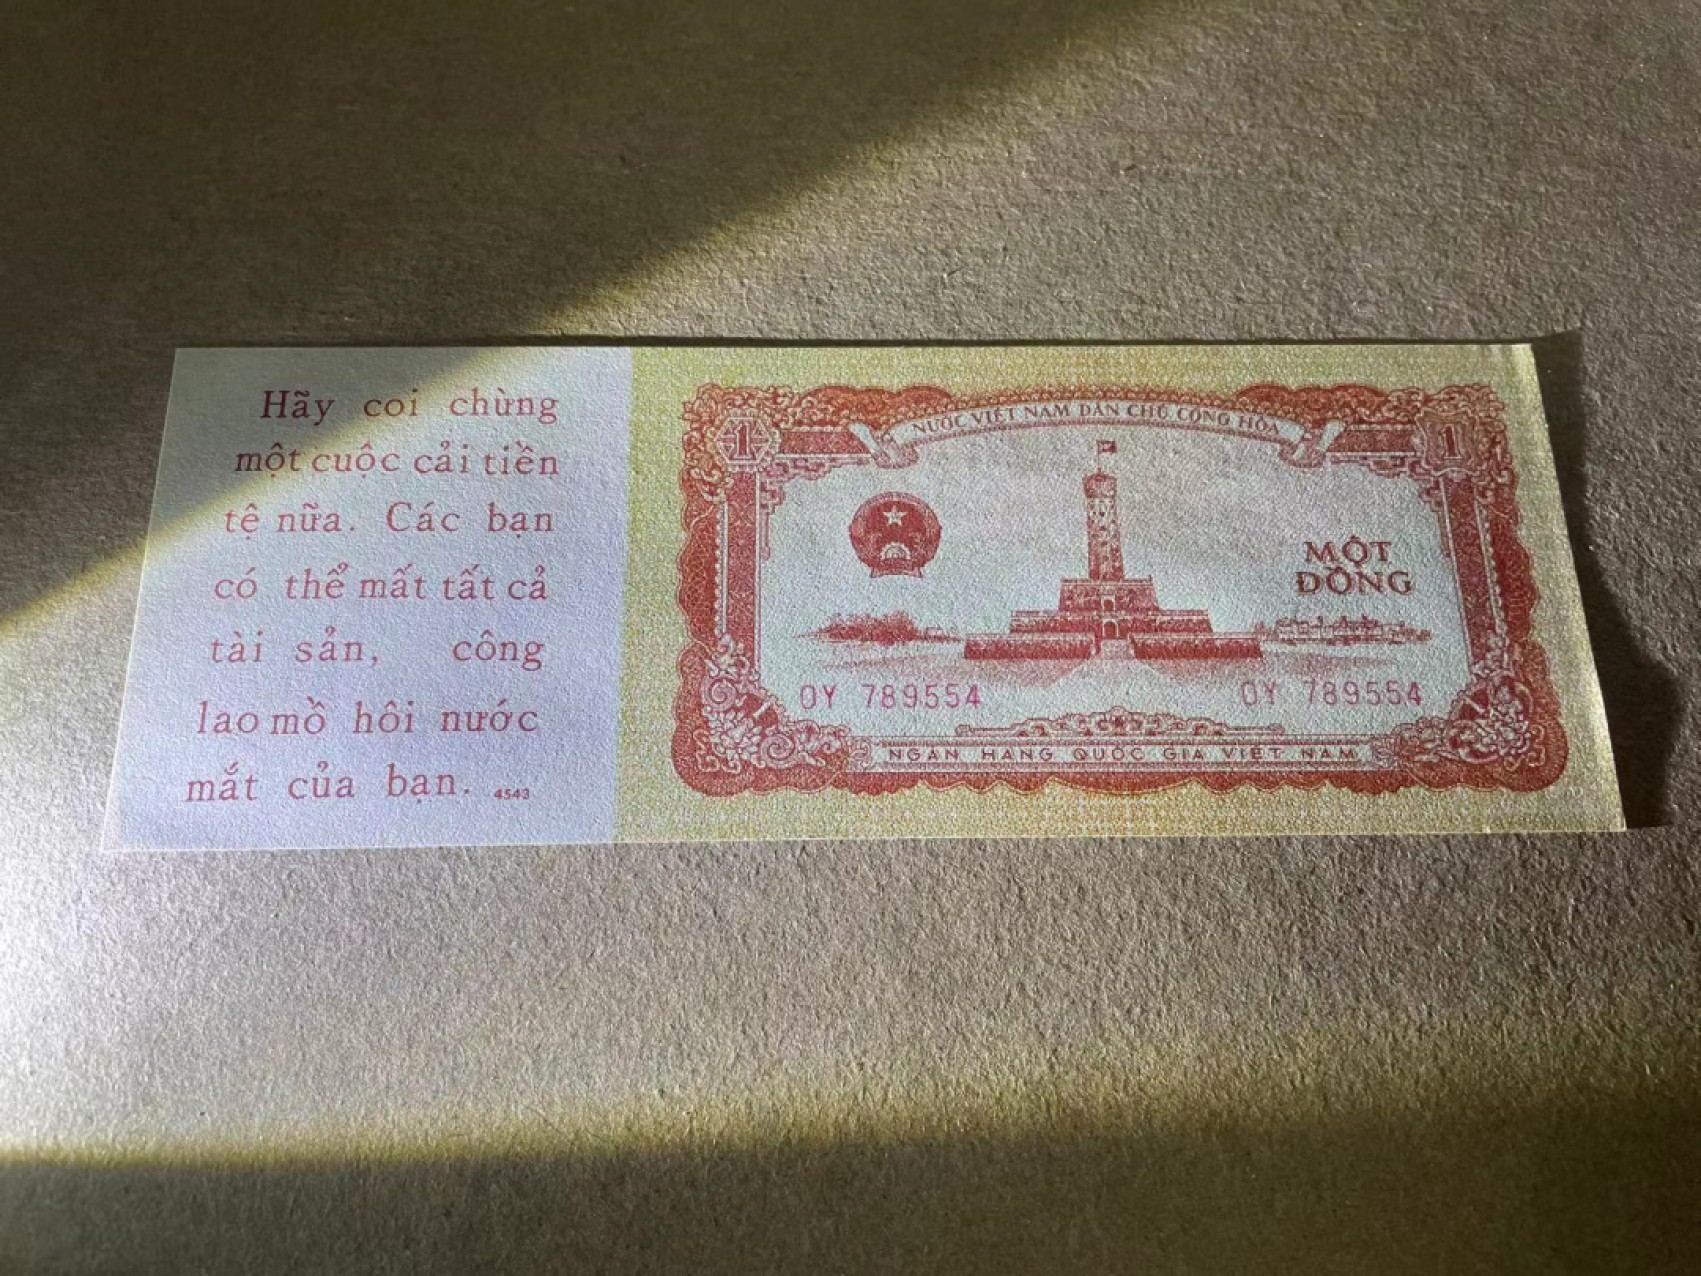 Hãy coi chừng
một cuộc cải tiền
tệ nữa. Các bạn
có thể mất tất cả
tài sản, công
lao mồ hôi nước
mắt của bạn. 4543
NƯỚC VIỆT NAM DÂN CHỦ CỘNG HÒA
1 1
MỘT
ĐỒNG
OY 789554 OY 789554
NGÂN HÀNG QUỐC GIA VIỆT NAM